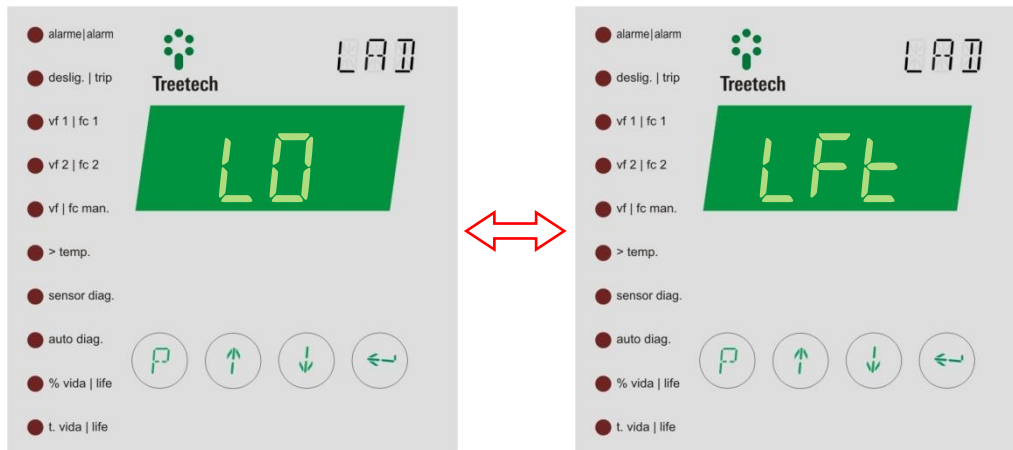 alarme|alarm
LAD
deslig. | trip
Treetech
vf 1 | fc 1
LO
vf 2 | fc 2
vf | fc man.
> temp.
sensor diag.
auto diag.
P
% vida | life
t. vida | life
alarme|alarm
LAD
deslig. | trip
Treetech
vf 1 | fc 1
LFt
vf 2 | fc 2
vf | fc man.
> temp.
sensor diag.
auto diag.
P
% vida | life
t. vida | life